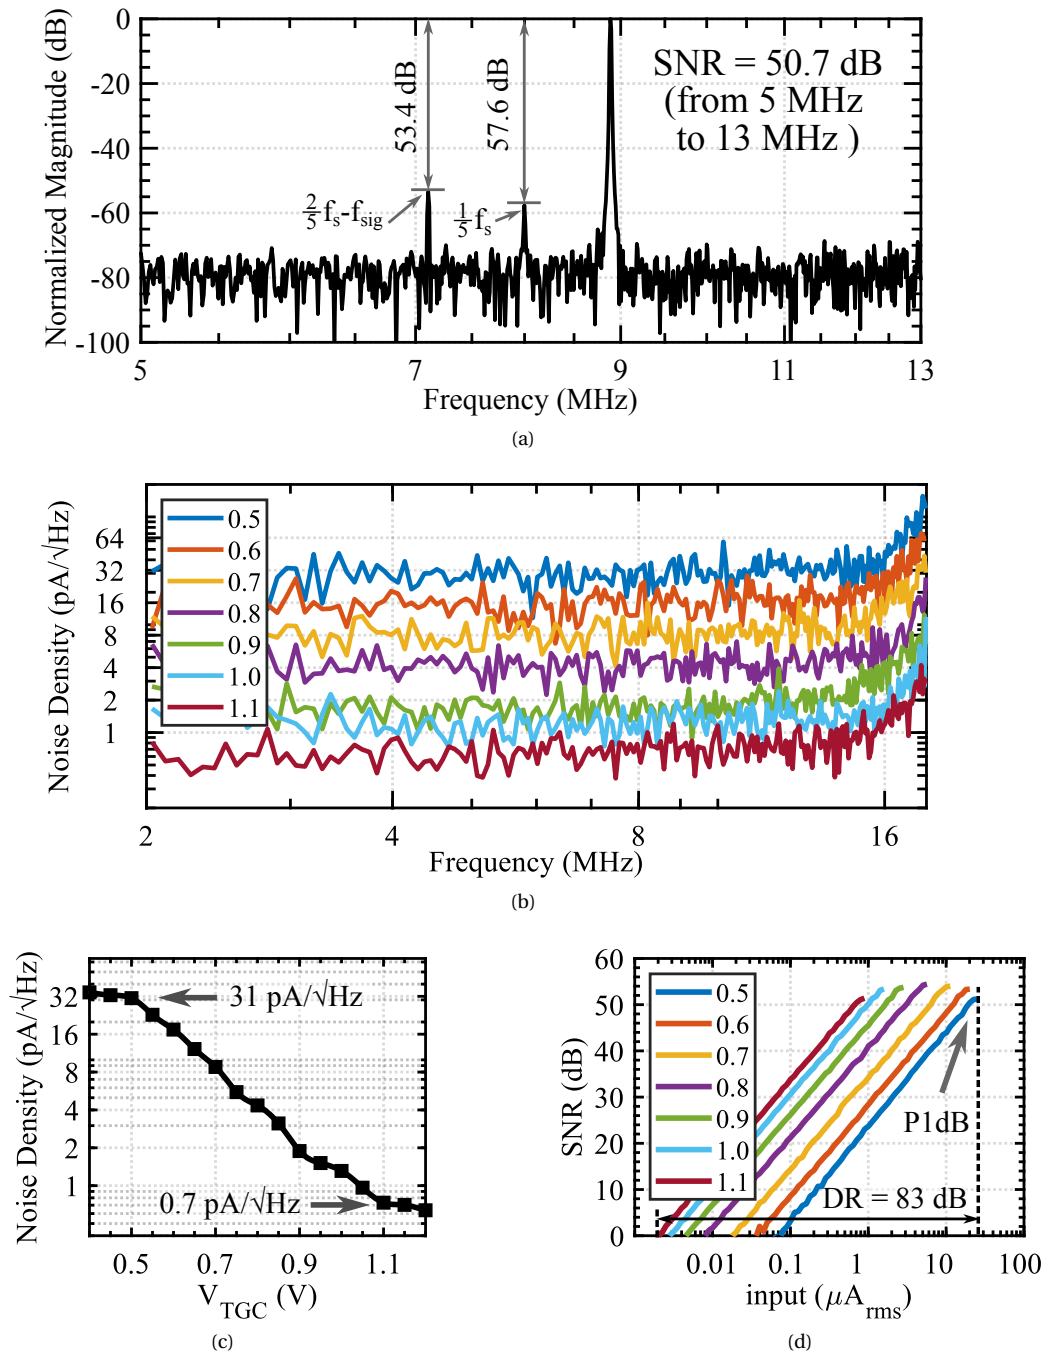 0
-20
-40
-60
-80
-100
Normalized Magnitude (dB)
53.4 dB
57.6 dB
SNR = 50.7 dB
(from 5 MHz
to 13 MHz )
2/5 fs-fsig
1/5 fs
5 7 9 11 13
Frequency (MHz)
(a)
Noise Density (pA/√Hz)
64
32
16
8
4
2
1
0.5
0.6
0.7
0.8
0.9
1.0
1.1
2 4 8 16
Frequency (MHz)
(b)
Noise Density (pA/√Hz)
32
16
8
4
2
1
31 pA/√Hz
0.7 pA/√Hz
0.5 0.7 0.9 1.1
VTGC (V)
(c)
SNR (dB)
60
50
40
30
20
10
0
0.5
0.6
0.7
0.8
0.9
1.0
1.1
P1dB
DR = 83 dB
0.01 0.1 1 10 100
input (μArms)
(d)